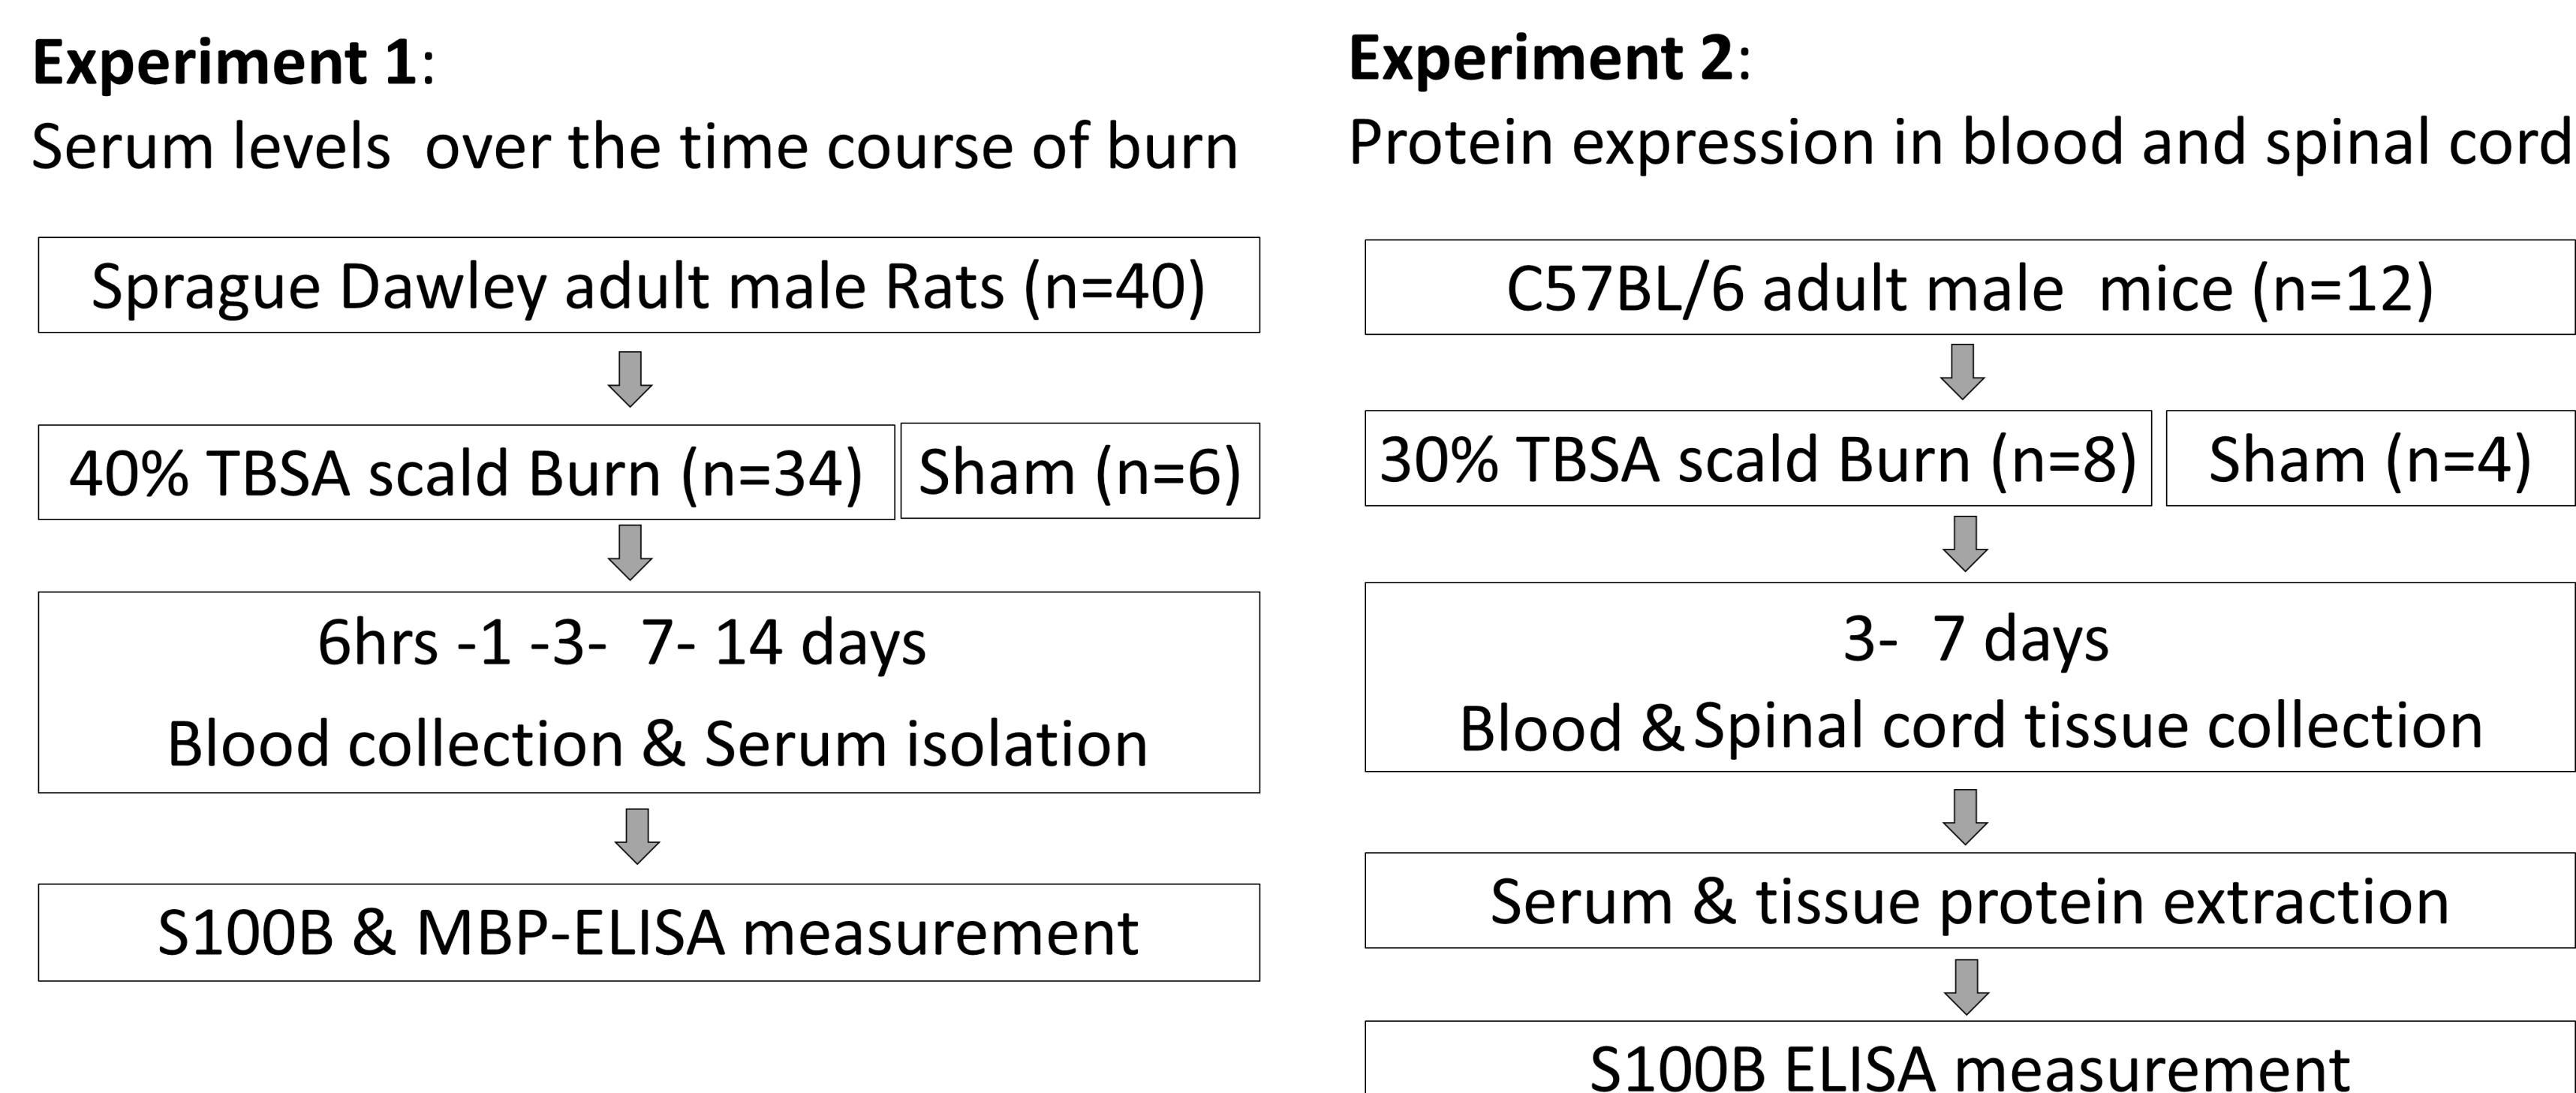 Experiment 1:
Serum levels  over the time course of burn
Sprague Dawley adult male Rats (n=40)
40% TBSA scald Burn (n=34)
Sham (n=6)
6hrs -1 -3-  7- 14 days
Blood collection & Serum isolation
S100B & MBP-ELISA measurement
Experiment 2:
Protein expression in blood and spinal cord
C57BL/6 adult male  mice (n=12)
30% TBSA scald Burn (n=8)
Sham (n=4)
3-  7 days
Blood & Spinal cord tissue collection
Serum & tissue protein extraction
S100B ELISA measurement